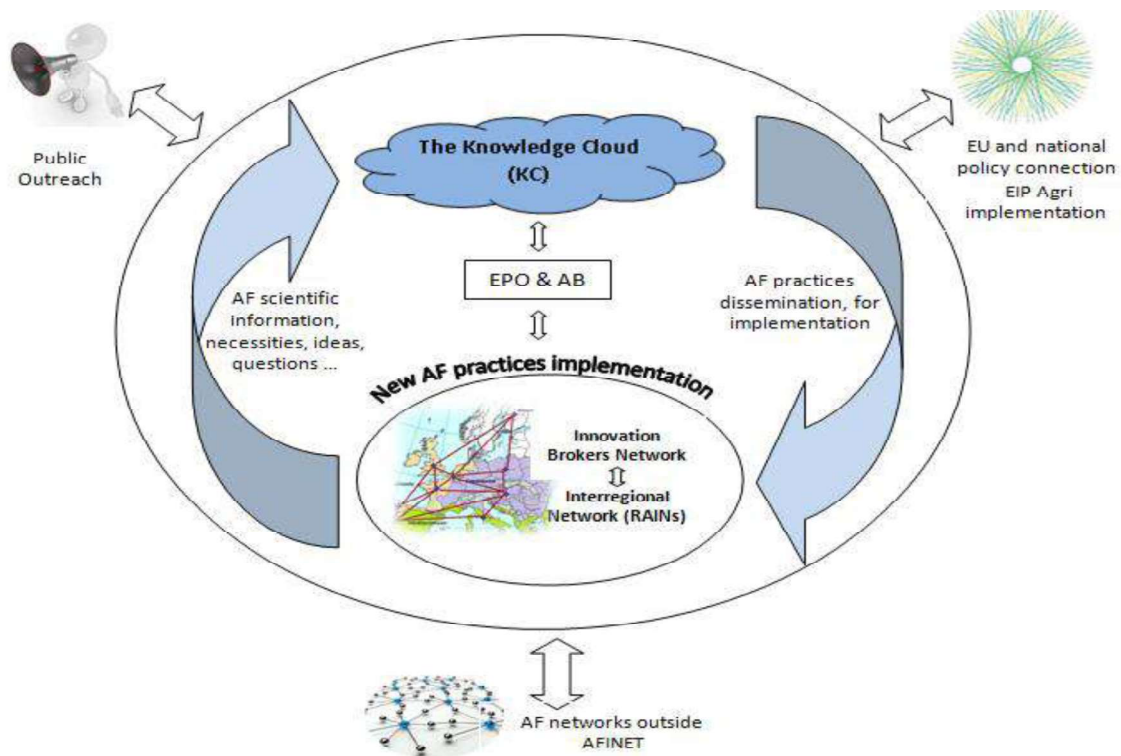 Public
Outreach
EU and national
policy connection
EIP Agri
implementation
The Knowledge Cloud
(KC)
EPO & AB
AF scientific
information,
necessities, ideas,
questions ...
AF practices
dissemination, for
implementation
New AF practices implementation
Innovation
Brokers Network
Interregional
Network (RAINs)
AF networks outside
AFINET